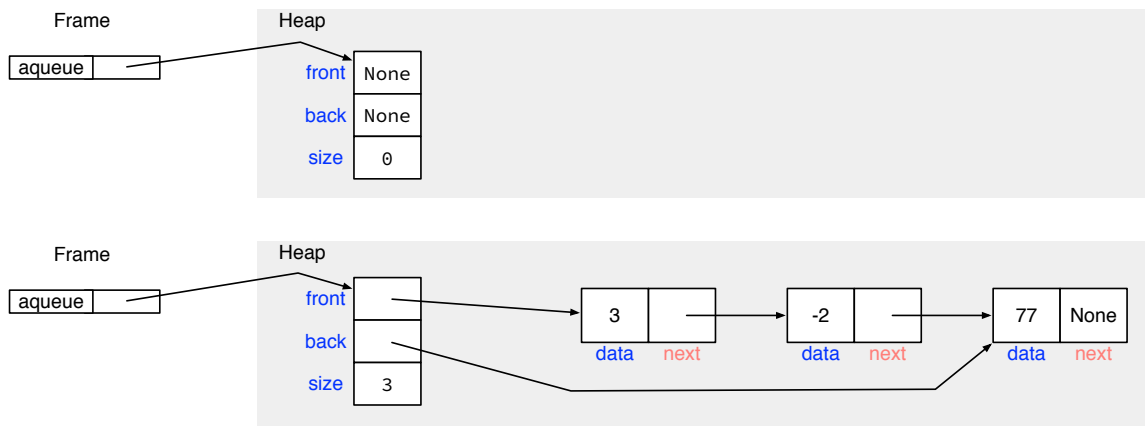 Frame Heap
aqueue
front None
back None
size 0
Frame Heap
aqueue
front
back
size 3
3 -2 77 None
data next data next data next